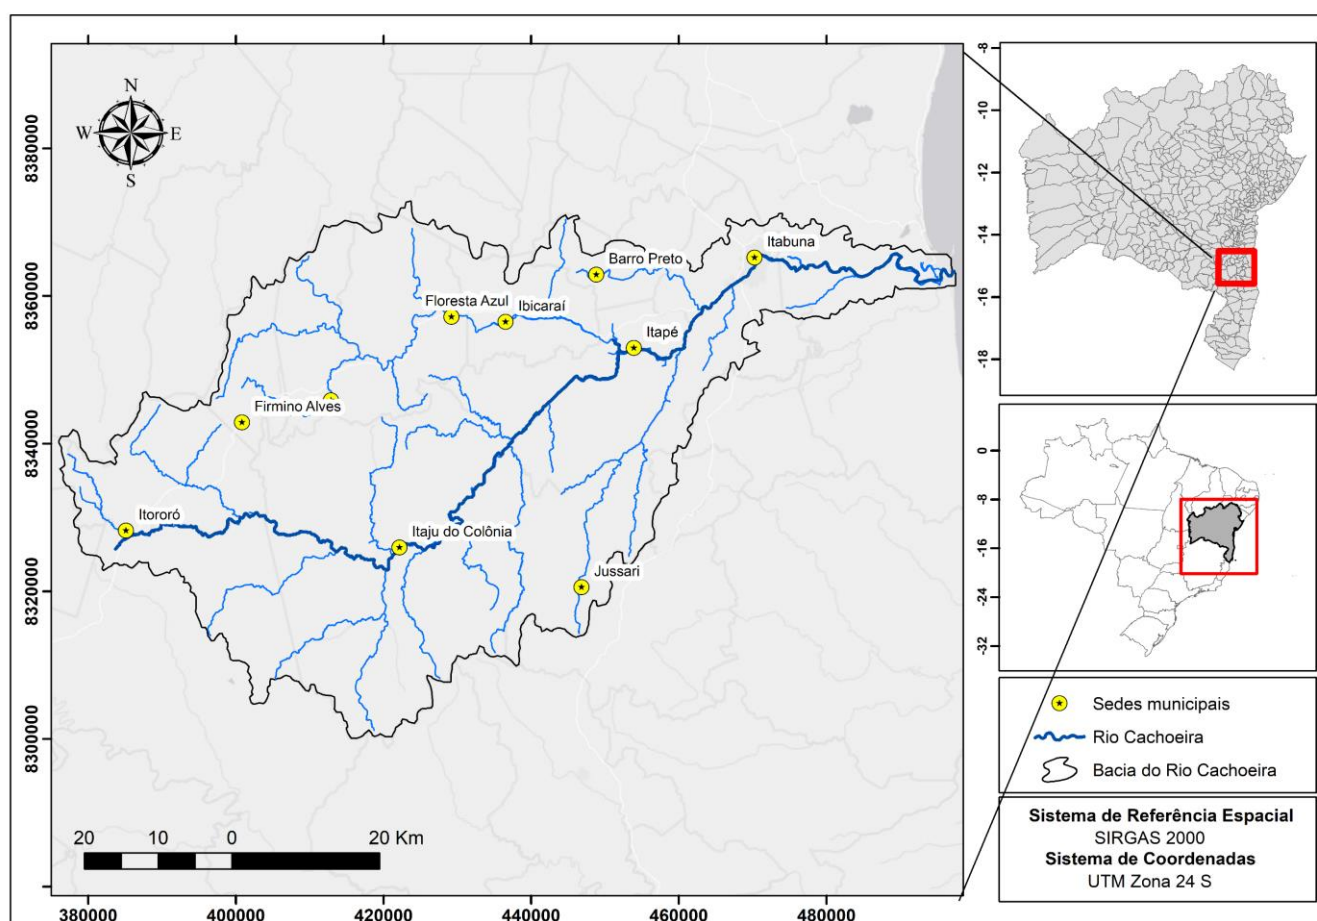 N
W E
S
8380000
8360000
8340000
8320000
8300000
380000 400000 420000 440000 460000 480000
Itabuna
Barro Preto
Floresta Azul
Ibicaraí
Itapé
Firmino Alves
Itororó
Itaju do Colônia
Jussari
20 10 0 20 Km
-8
-10
-12
-14
-16
-18
0
-8
-16
-24
-32
Sedes municipais
Rio Cachoeira
Bacia do Rio Cachoeira
Sistema de Referência Espacial
SIRGAS 2000
Sistema de Coordenadas
UTM Zona 24 S